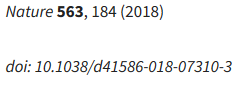 Nature 563, 184 (2018)
doi: 10.1038/d41586-018-07310-3